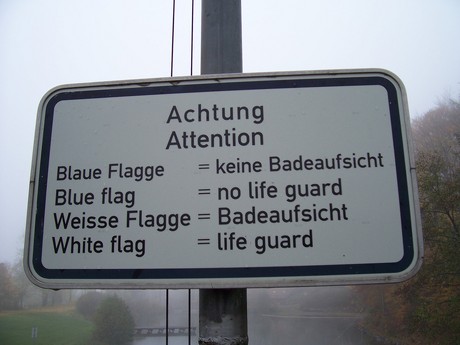 Achtung
Attention
Blaue Flagge = keine Badeaufsicht
Blue flag = no life guard
Weisse Flagge = Badeaufsicht
White flag = life guard